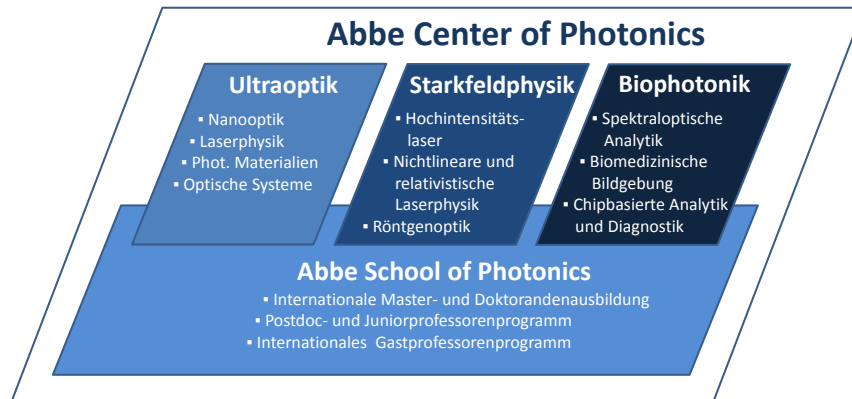 Abbe Center of Photonics
Ultraoptik
▪ Nanooptik
▪ Laserphysik
▪ Phot. Materialien
▪ Optische Systeme
Starkfeldphysik
▪ Hochintensitäts-
laser
▪ Nichtlineare und
relativistische
Laserphysik
▪ Röntgenoptik
Biophotonik
▪ Spektraloptische
Analytik
▪ Biomedizinische
Bildgebung
▪ Chipbasierte Analytik
und Diagnostik
Abbe School of Photonics
▪ Internationale Master- und Doktorandenausbildung
▪ Postdoc- und Juniorprofessorenprogramm
▪ Internationales Gastprofessorenprogramm